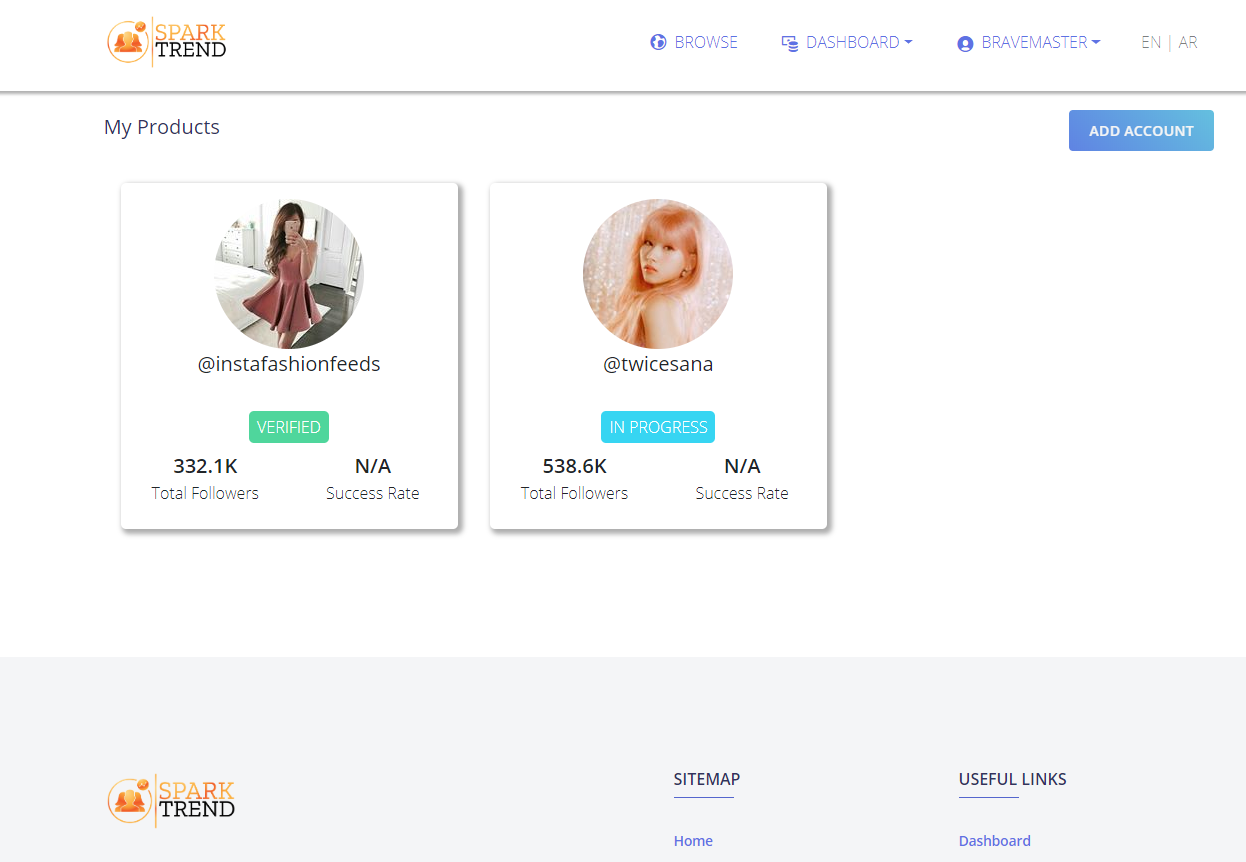 SPARK
TREND
BROWSE
DASHBOARD
BRAVEMASTER
EN | AR
My Products
ADD ACCOUNT
@instafashionfeeds
@twicesana
VERIFIED
IN PROGRESS
332.1K
N/A
538.6K
N/A
Total Followers
Success Rate
Total Followers
Success Rate
SPARK
TREND
SITEMAP
USEFUL LINKS
Home
Dashboard